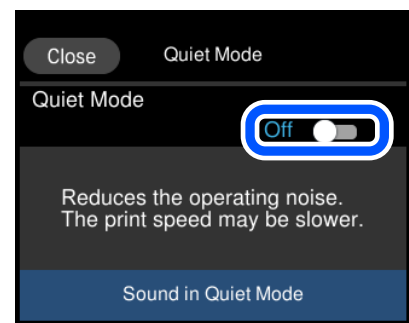 Close
Quiet Mode
Quiet Mode
Off
Reduces the operating noise.
The print speed may be slower.
Sound in Quiet Mode